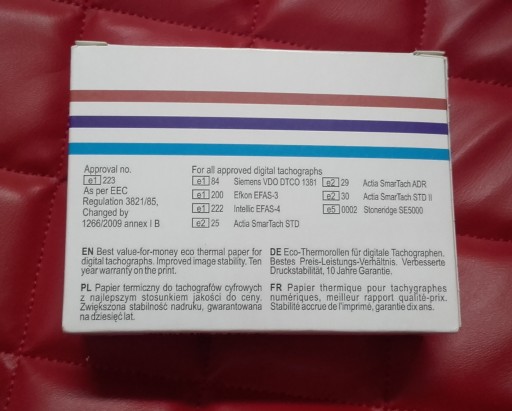 Approval no.
e1 223
As per EEC
Regulation 3821/85,
Changed by
1266/2009 annex I B
For all approved digital tachographs
e1 84 Siemens VDO DTCO 1381 e2 29 Actia SmarTach ADR
e1 200 Efkon EFAS-3 e2 30 Actia SmarTach STD II
e1 222 Intellic EFAS-4 e5 0002 Stoneridge SE5000
e2 25 Actia SmarTach STD
EN Best value-for-money eco thermal paper for
digital tachographs. Improved image stability. Ten
year warranty on the print.
DE Eco-Thermorollen für digitale Tachographen.
Bestes Preis-Leistungs-Verhältnis. Verbesserte
Druckstabilität, 10 Jahre Garantie.
PL Papier termiczny do tachografów cyfrowych
z najlepszym stosunkiem jakości do ceny.
Zwiększona stabilność nadruku, gwarantowana
na dziesięć lat.
FR Papier thermique pour tachygraphes
numériques, meilleur rapport qualité-prix.
Stabilité accrue de l'imprimé, garantie dix ans.